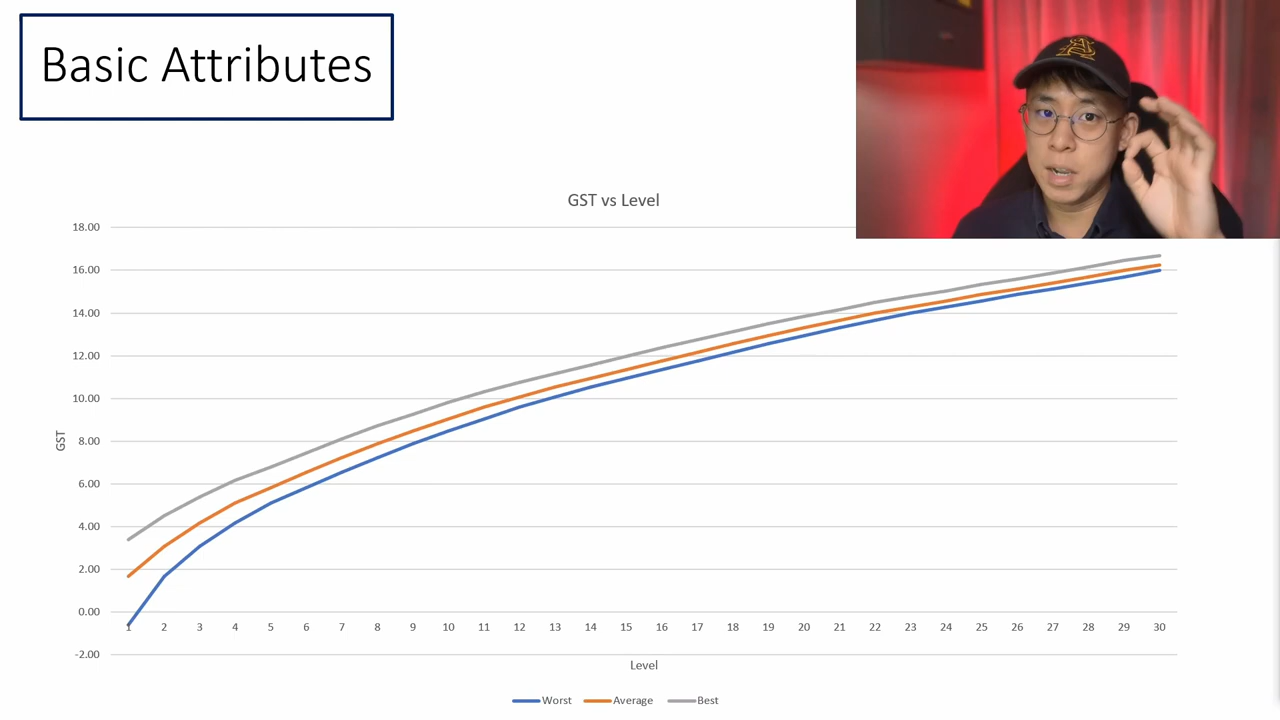 Basic Attributes
GST vs Level
18.00
16.00
14.00
12.00
10.00
8.00
6.00
4.00
2.00
0.00
-2.00
GST
1 2 3 4 5 6 7 8 9 10 11 12 13 14 15 16 17 18 19 20 21 22 23 24 25 26 27 28 29 30
Level
Worst Average Best